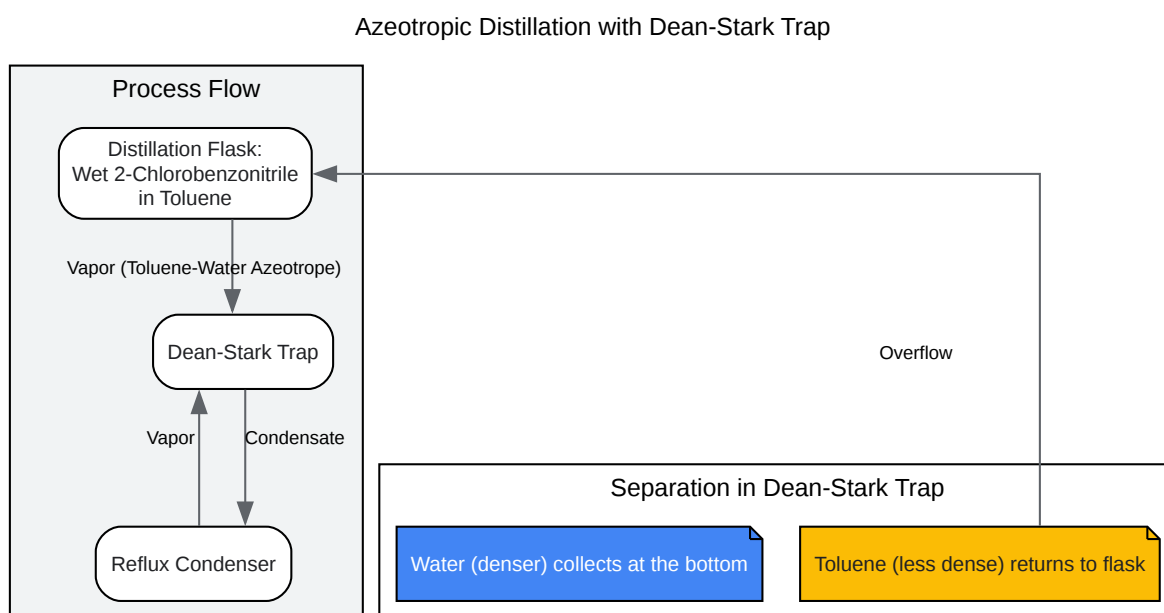 Azeotropic Distillation with Dean-Stark Trap
Process Flow
Distillation Flask:
Wet 2-Chlorobenzonitrile
in Toluene
Vapor (Toluene-Water Azeotrope)
Dean-Stark Trap
Overflow
Vapor
Condensate
Separation in Dean-Stark Trap
Reflux Condenser
Water (denser) collects at the bottom
Toluene (less dense) returns to flask